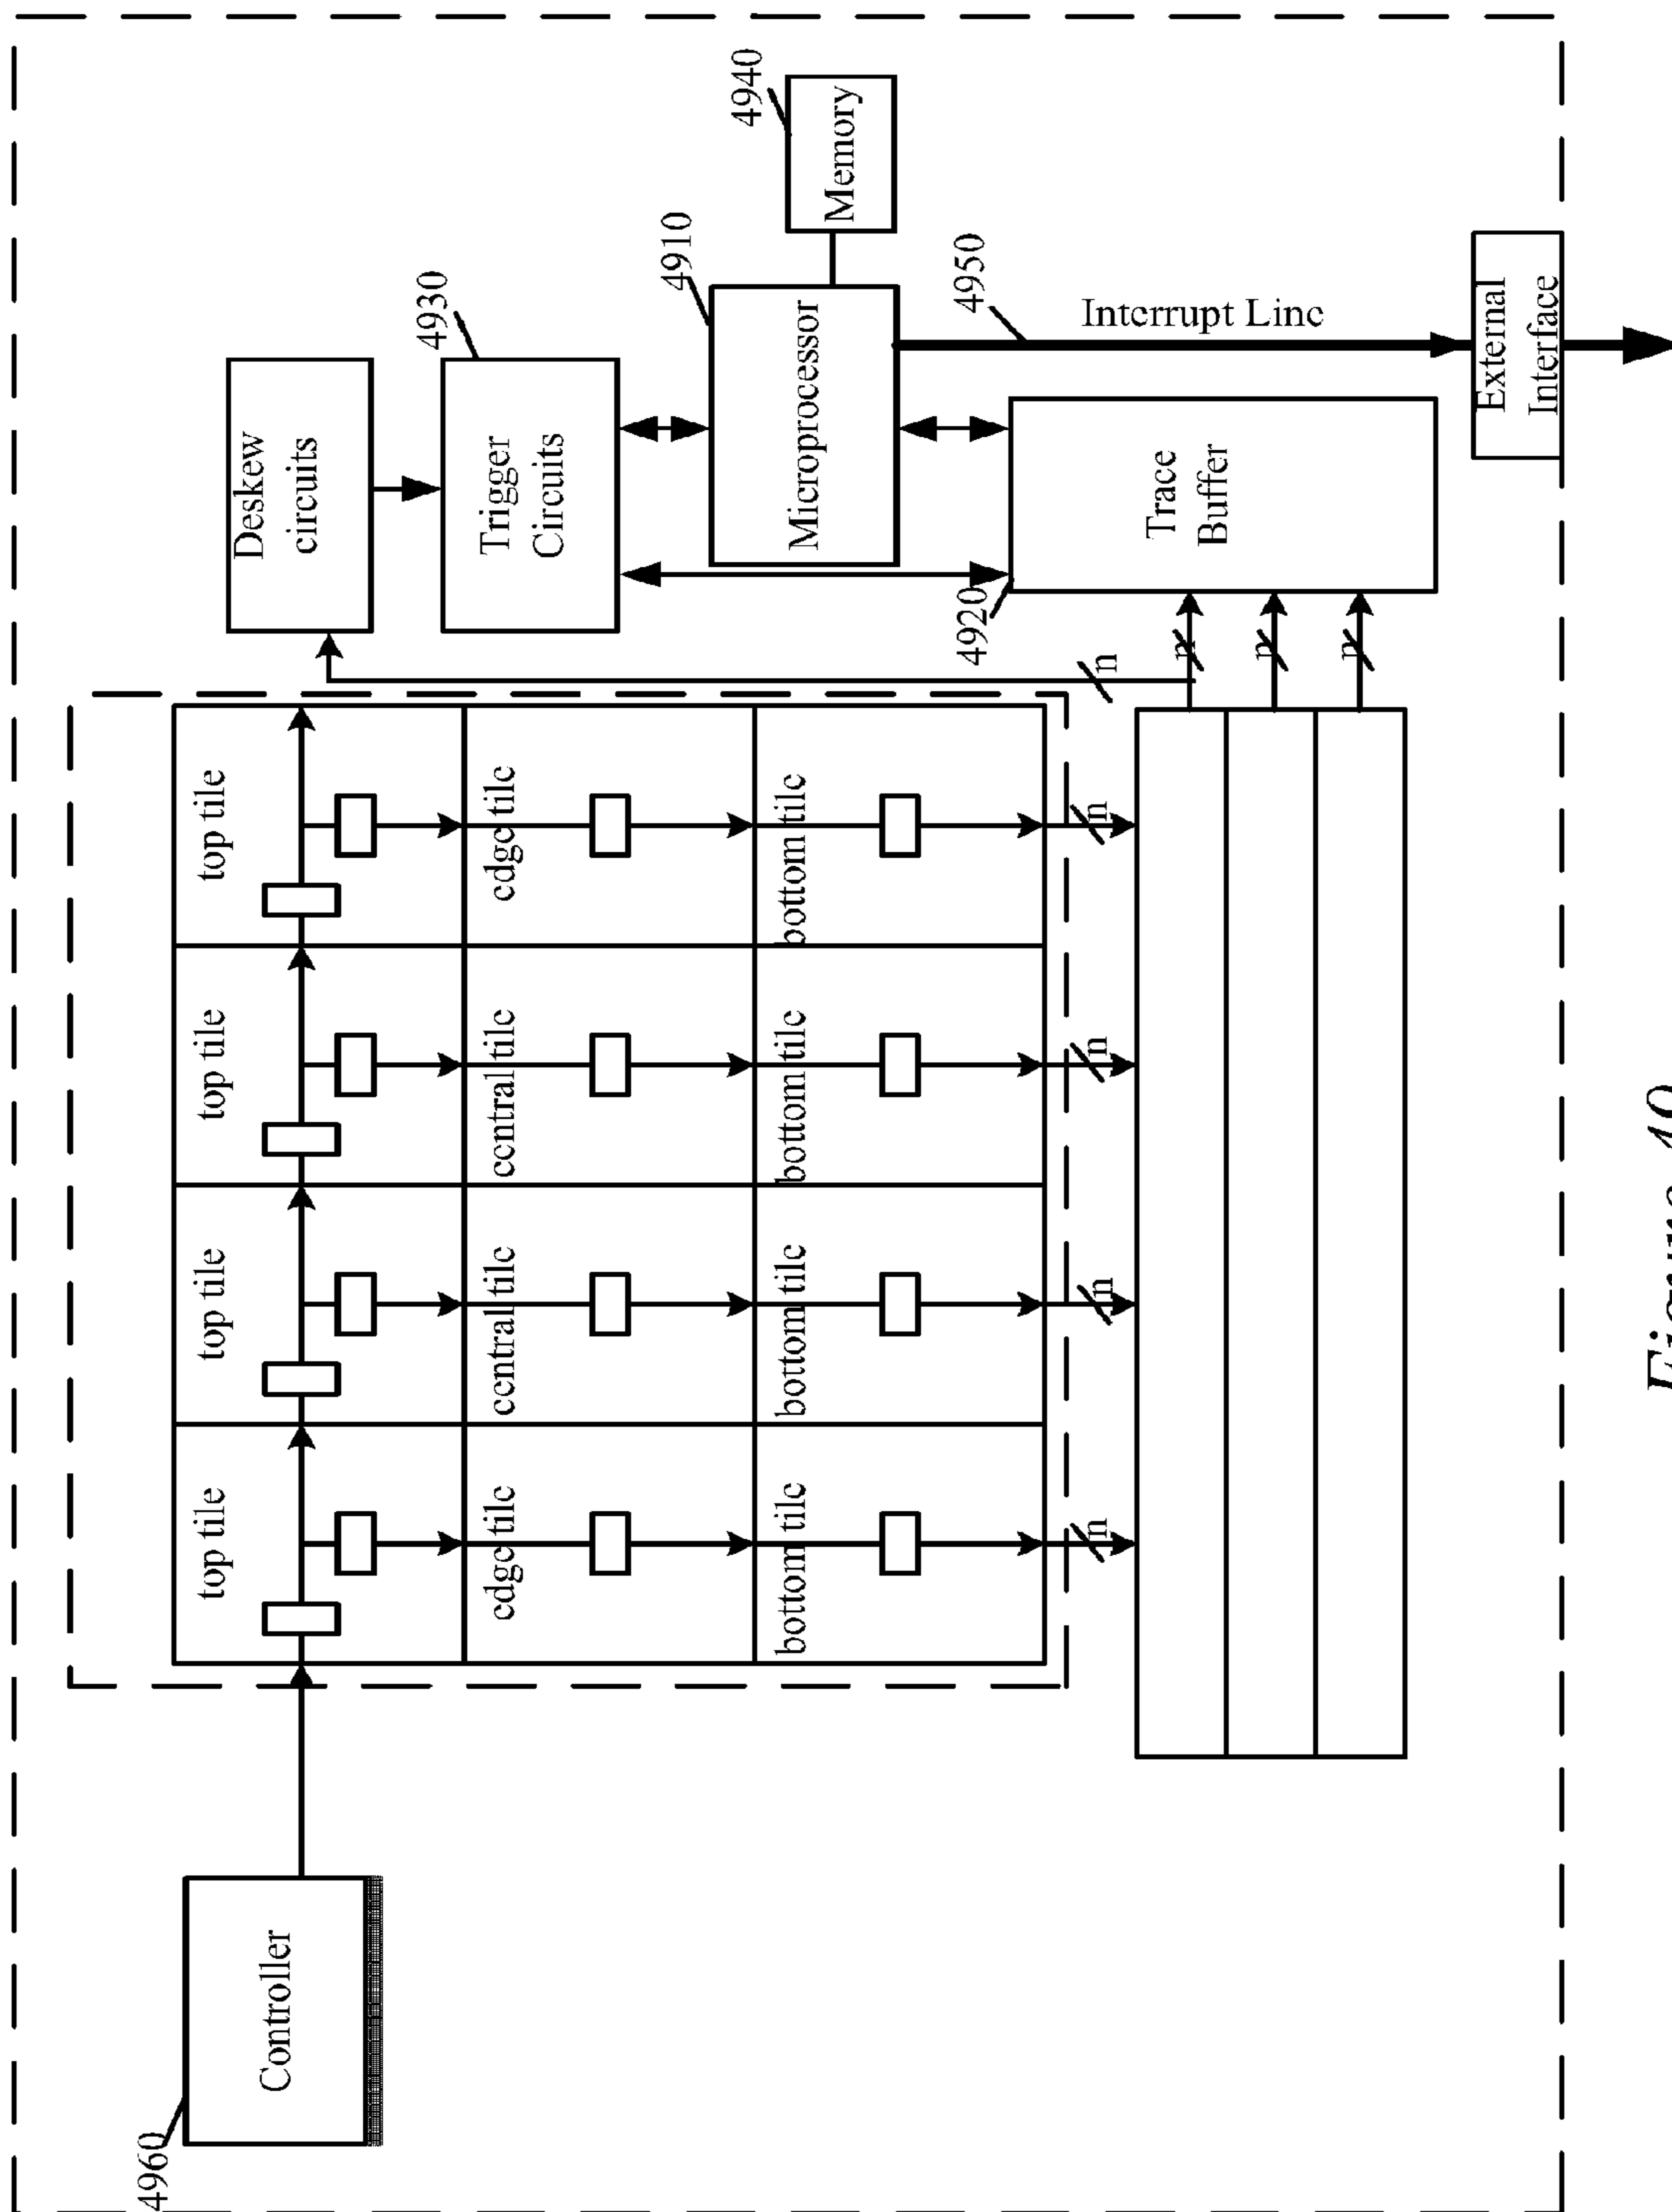 4960
Controller
top tile
top tile
top tile
top tile
edge tile
central tile
central tile
edge tile
bottom tile
bottom tile
bottom tile
bottom tile
n
n
n
n
n
n
n
n
Deskew
circuits
4930
Trigger
Circuits
4910
Microprocessor
4940
Memory
4920
Trace
Buffer
4950
Interrupt Line
External
Interface
Figure 49